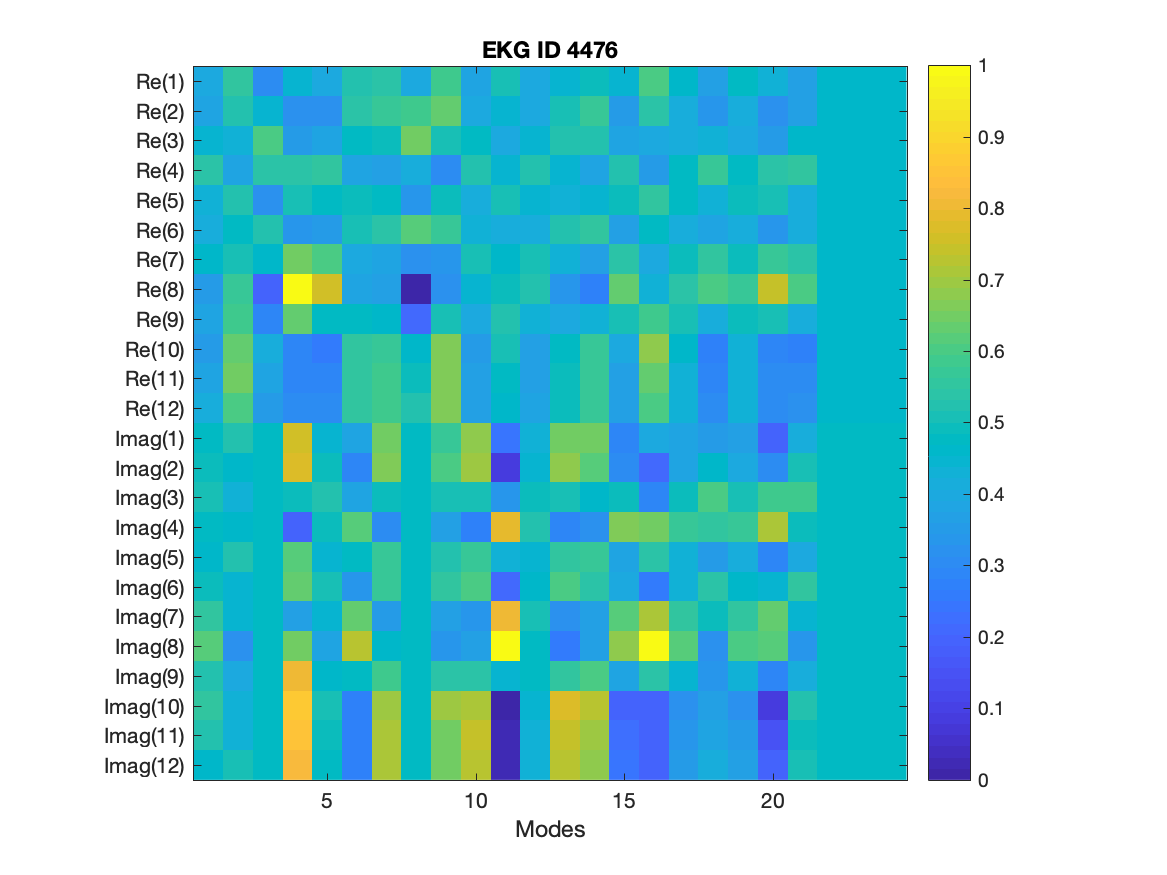 EKG ID 4476
Re(1)
Re(2)
Re(3)
Re(4)
Re(5)
Re(6)
Re(7)
Re(8)
Re(9)
Re(10)
Re(11)
Re(12)
Imag(1)
Imag(2)
Imag(3)
Imag(4)
Imag(5)
Imag(6)
Imag(7)
Imag(8)
Imag(9)
Imag(10)
Imag(11)
Imag(12)
5 10 15 20
Modes
1
0.9
0.8
0.7
0.6
0.5
0.4
0.3
0.2
0.1
0